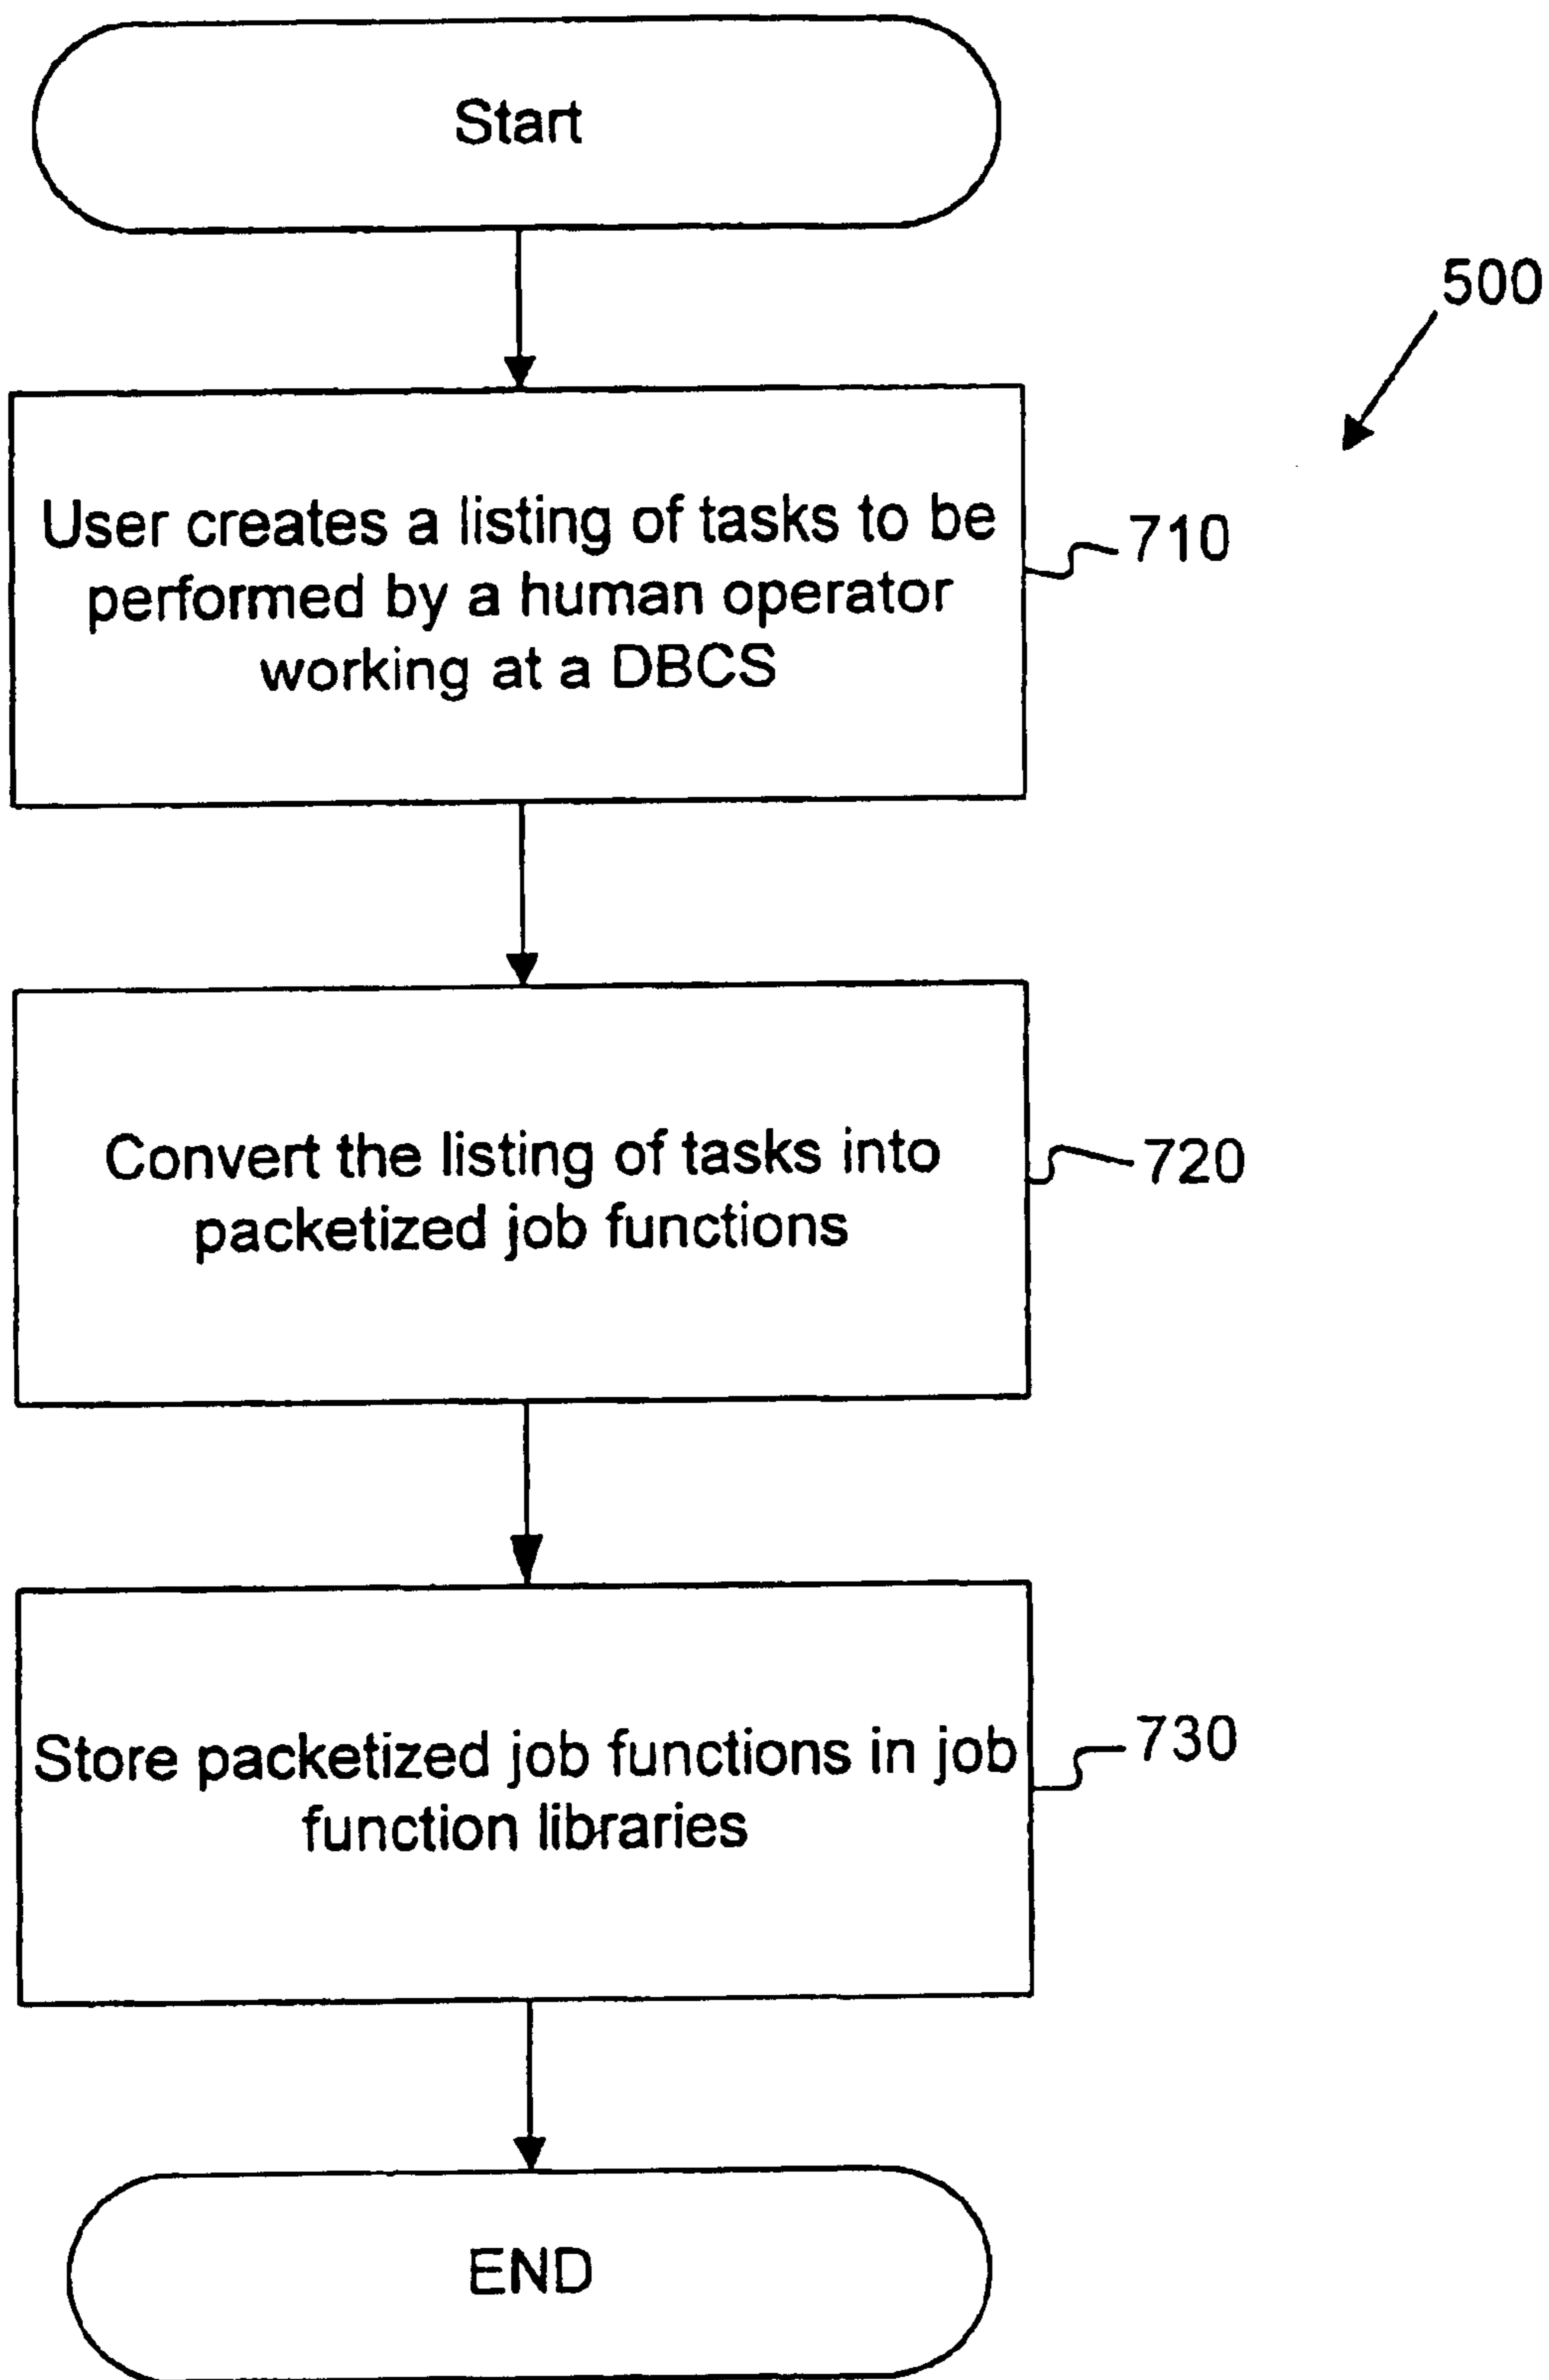 Start
500
User creates a listing of tasks to be
performed by a human operator
working at a DBCS
710
Convert the listing of tasks into
packetized job functions
720
Store packetized job functions in job
function libraries
730
END